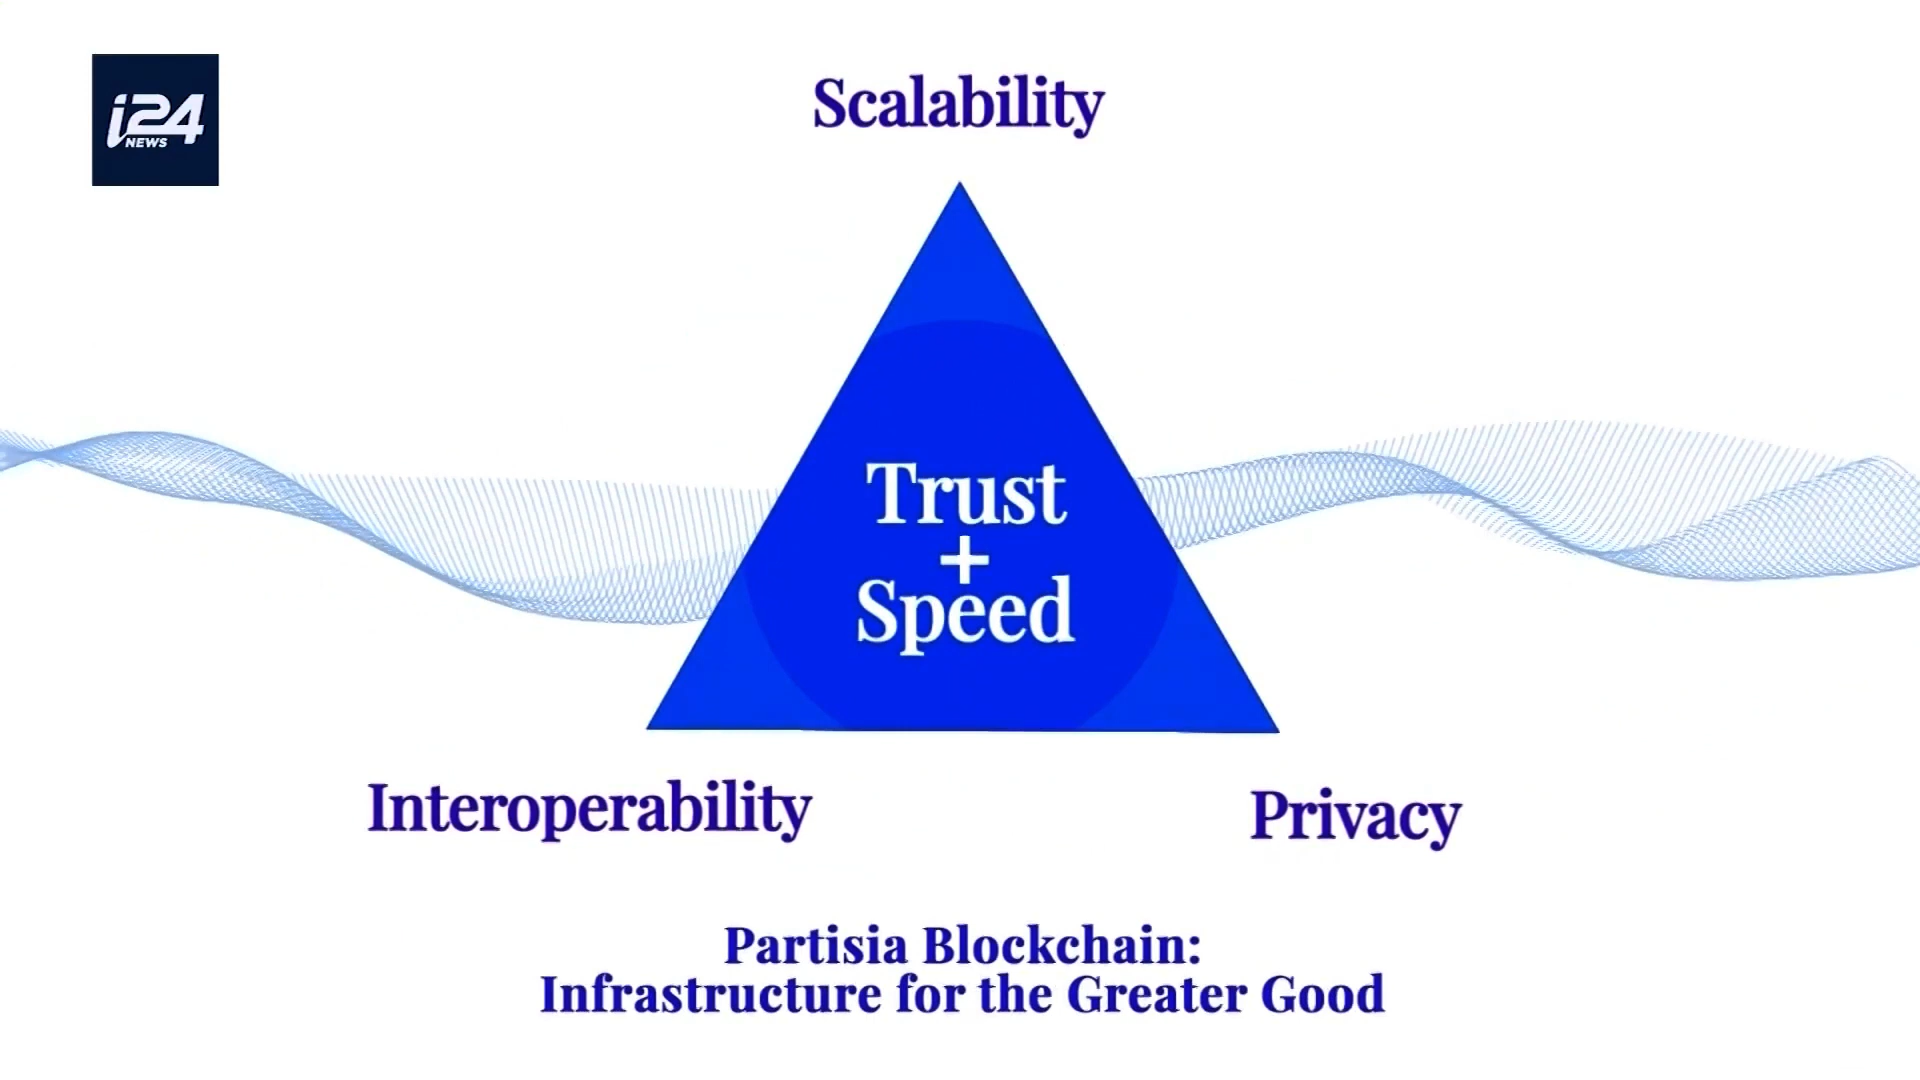 i24
NEWS
Scalability
Trust
+
Speed
Interoperability
Privacy
Partisia Blockchain:
Infrastructure for the Greater Good